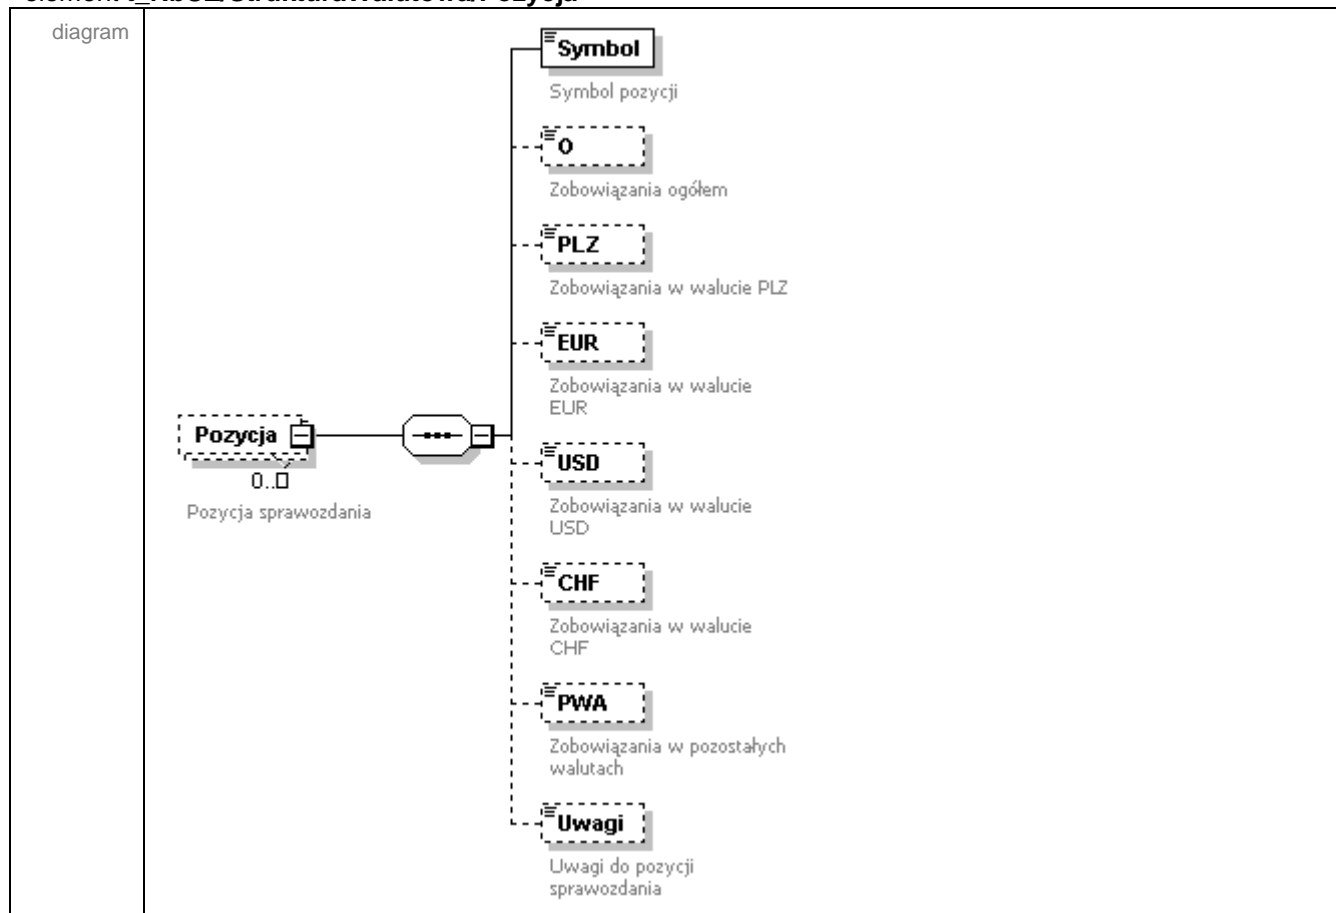 diagram
Symbol
Symbol pozycji
O
Zobowiązania ogółem
PLZ
Zobowiązania w walucie PLZ
EUR
Zobowiązania w walucie
EUR
Pozycja
0..
Pozycja sprawozdania
USD
Zobowiązania w walucie
USD
CHF
Zobowiązania w walucie
CHF
PWA
Zobowiązania w pozostałych
walutach
Uwagi
Uwagi do pozycji
sprawozdania